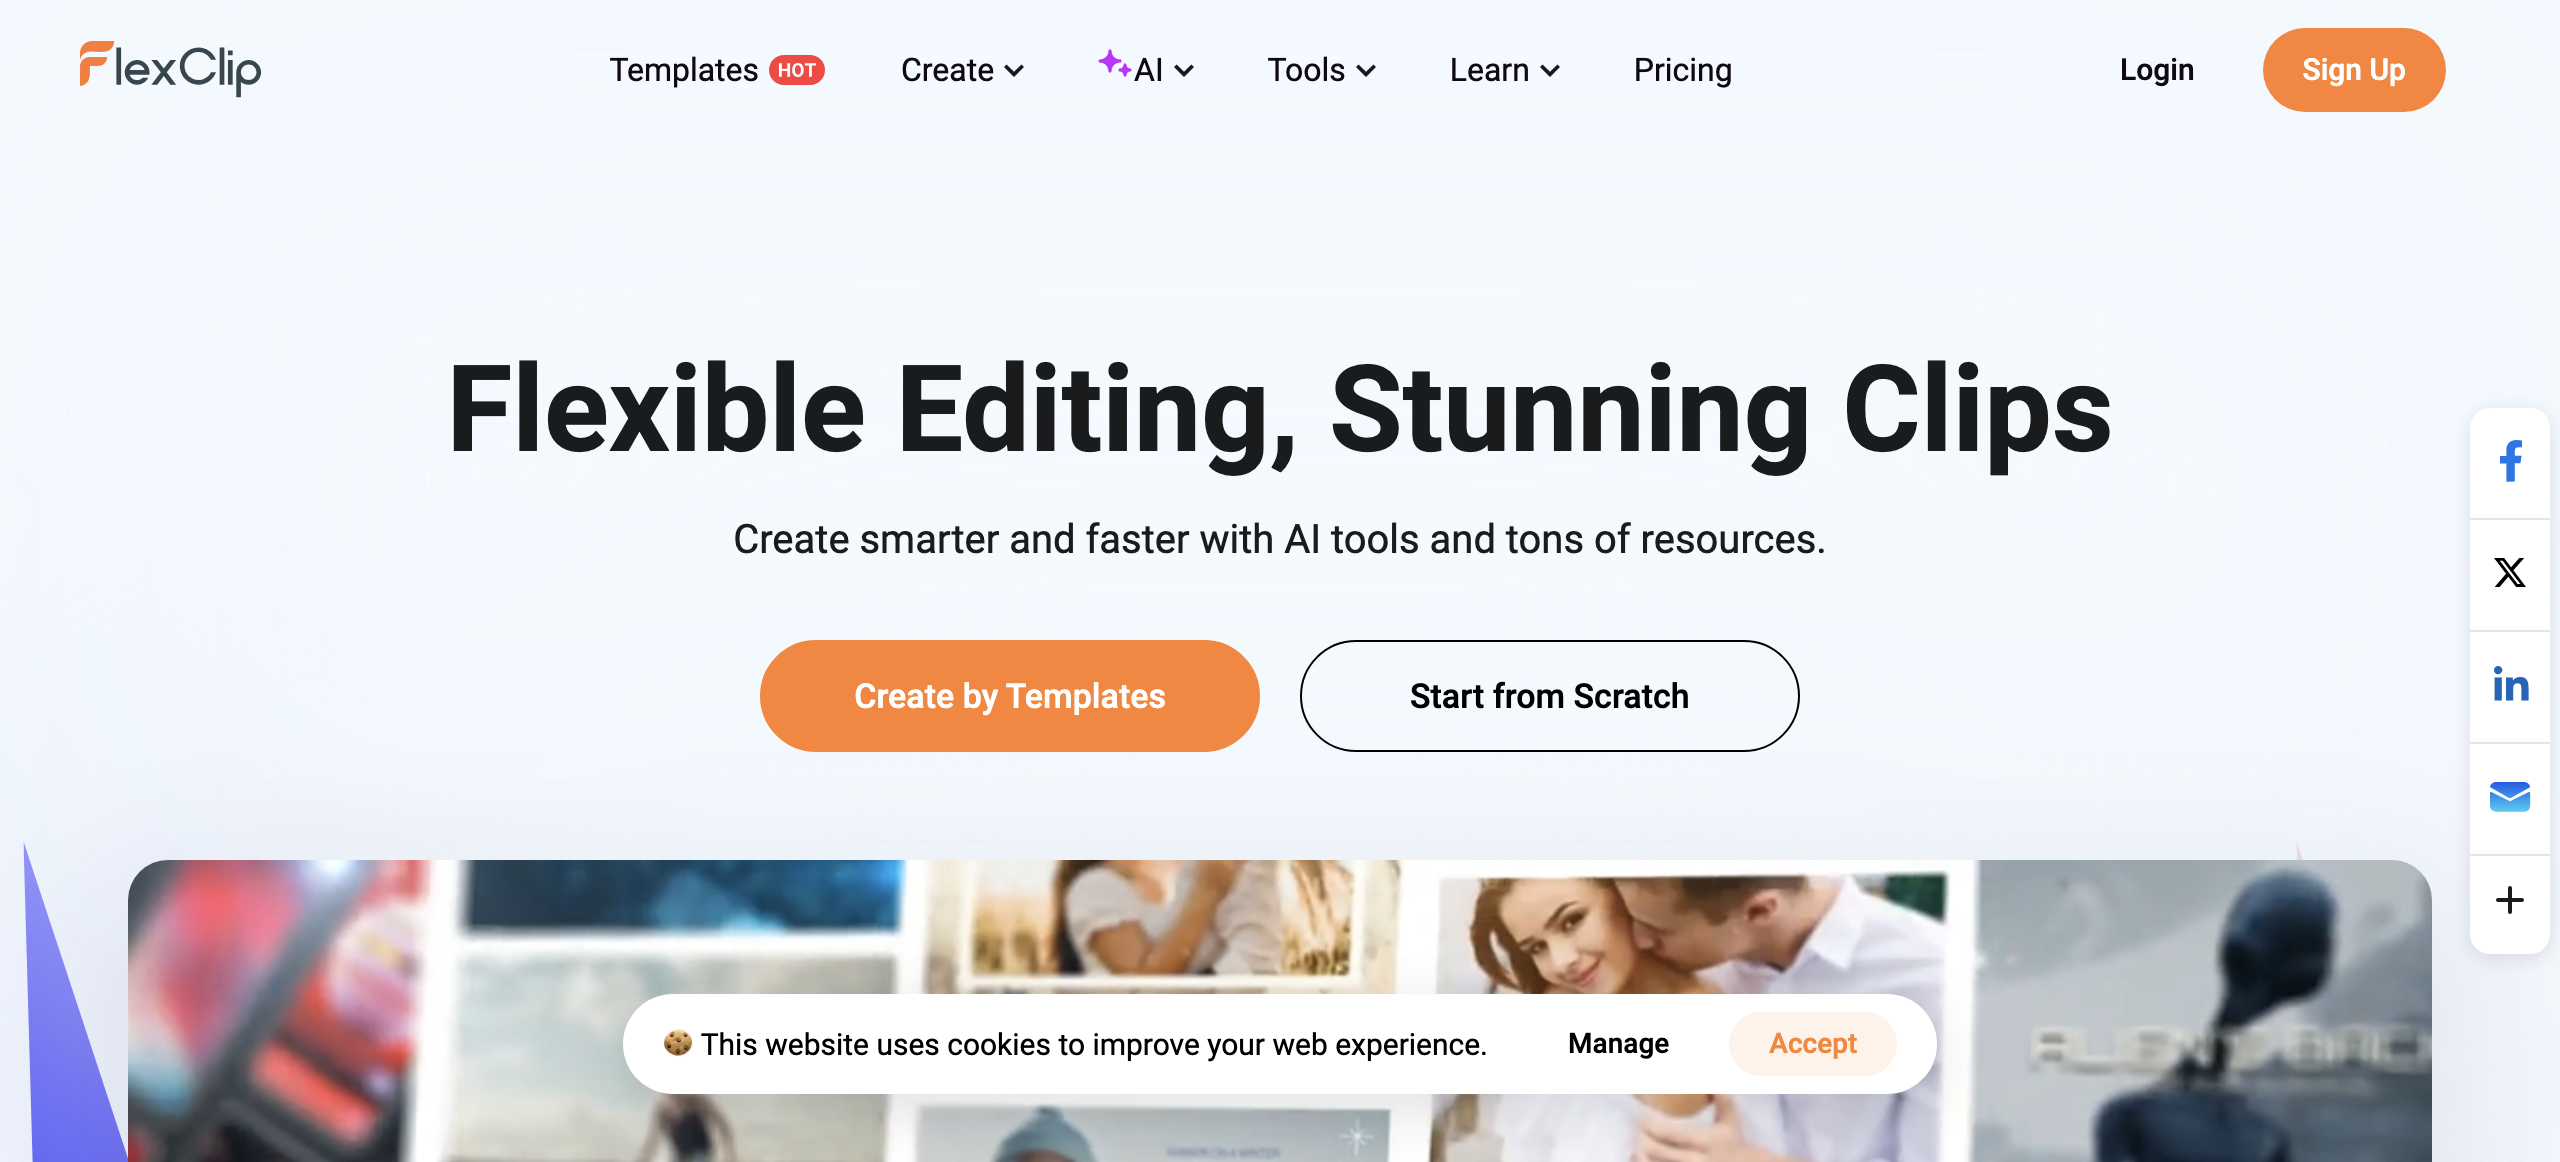 FlexClip
Templates HOT
Create
AI
Tools
Learn
Pricing
Login
Sign Up
Flexible Editing, Stunning Clips
Create smarter and faster with AI tools and tons of resources.
Create by Templates
Start from Scratch
This website uses cookies to improve your web experience.
Manage
Accept